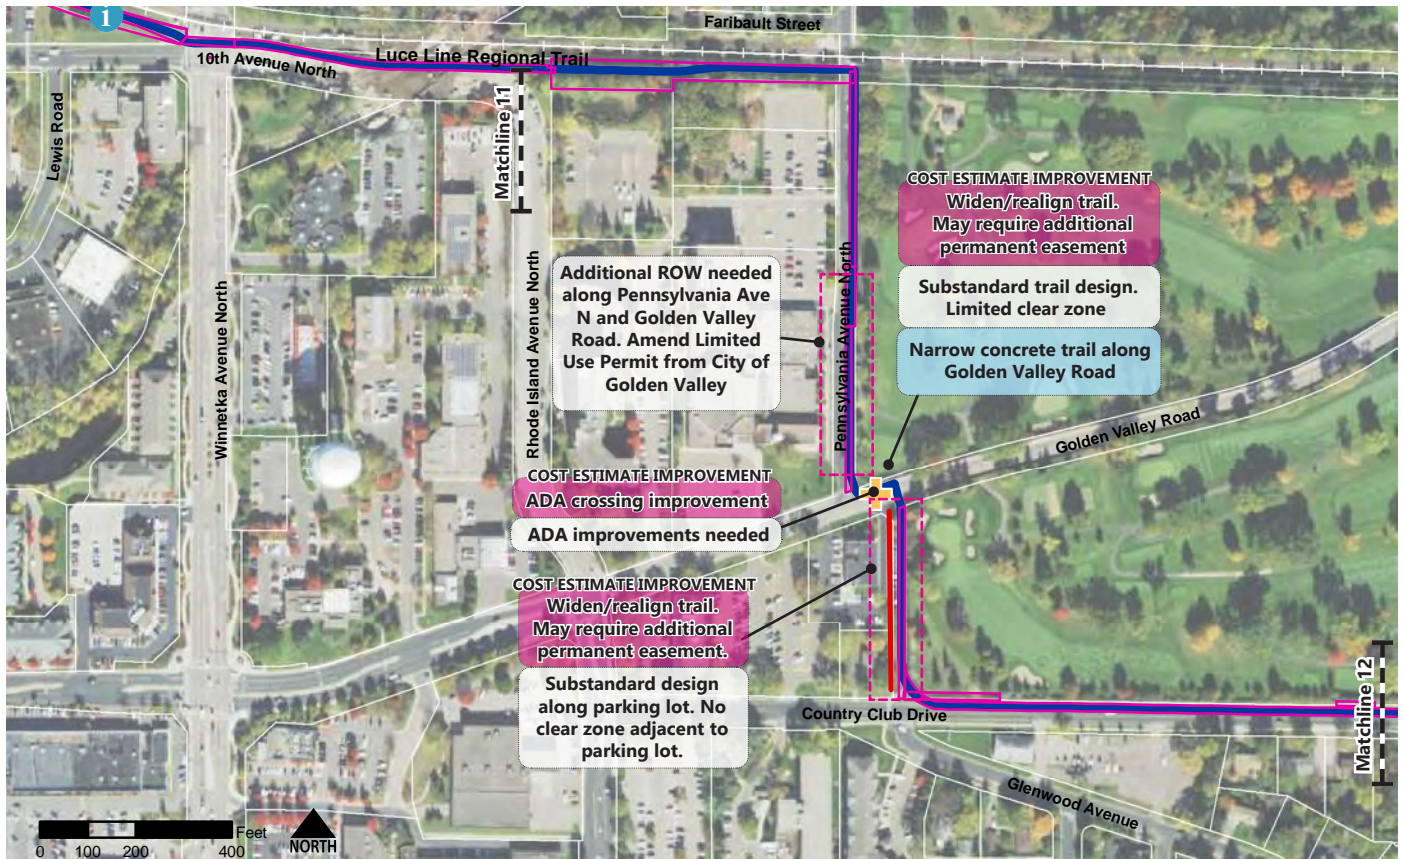 1
Faribault Street
Luce Line Regional Trail
10th Avenue North
Lewis Road
Matchline 11
Winnetka Avenue North
Rhode Island Avenue North
Pennsylvania Avenue North
COST ESTIMATE IMPROVEMENT
Widen/realign trail.
May require additional
permanent easement
Substandard trail design.
Limited clear zone
Narrow concrete trail along
Golden Valley Road
Additional ROW needed
along Pennsylvania Ave
N and Golden Valley
Road. Amend Limited
Use Permit from City of
Golden Valley
Golden Valley Road
COST ESTIMATE IMPROVEMENT
ADA crossing improvement
ADA improvements needed
COST ESTIMATE IMPROVEMENT
Widen/realign trail.
May require additional
permanent easement.
Substandard design
along parking lot. No
clear zone adjacent to
parking lot.
Country Club Drive
Matchline 12
Glenwood Avenue
Feet
0 100 200 400
NORTH